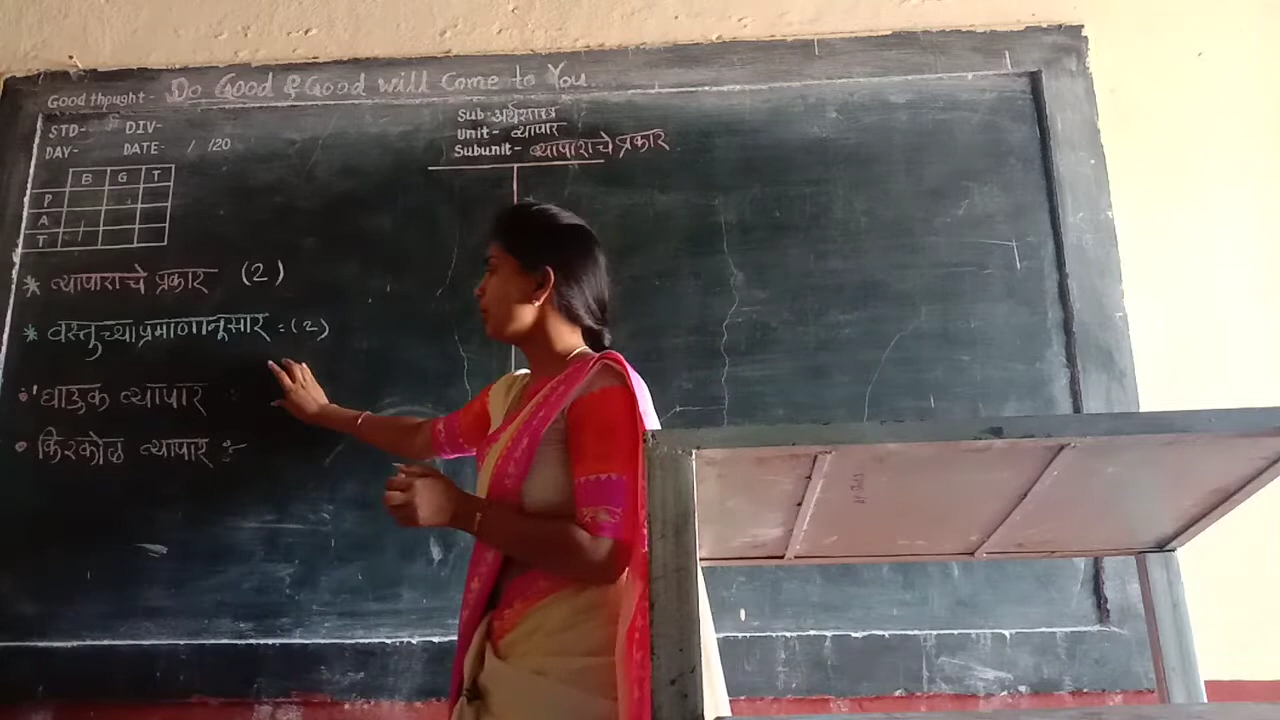 Good thought- Do Good & Good will Come to You
STD- DIV-
DAY- DATE- / /20
B G T
P
A
T
Sub- अर्थशास्त्र
Unit- व्यापार
Subunit- व्यापाराचे प्रकार
* व्यापाराचे प्रकार (2)
* वस्तुच्या प्रमाणानूसार :- (2)
• घाऊक व्यापार
• किरकोळ व्यापार :-